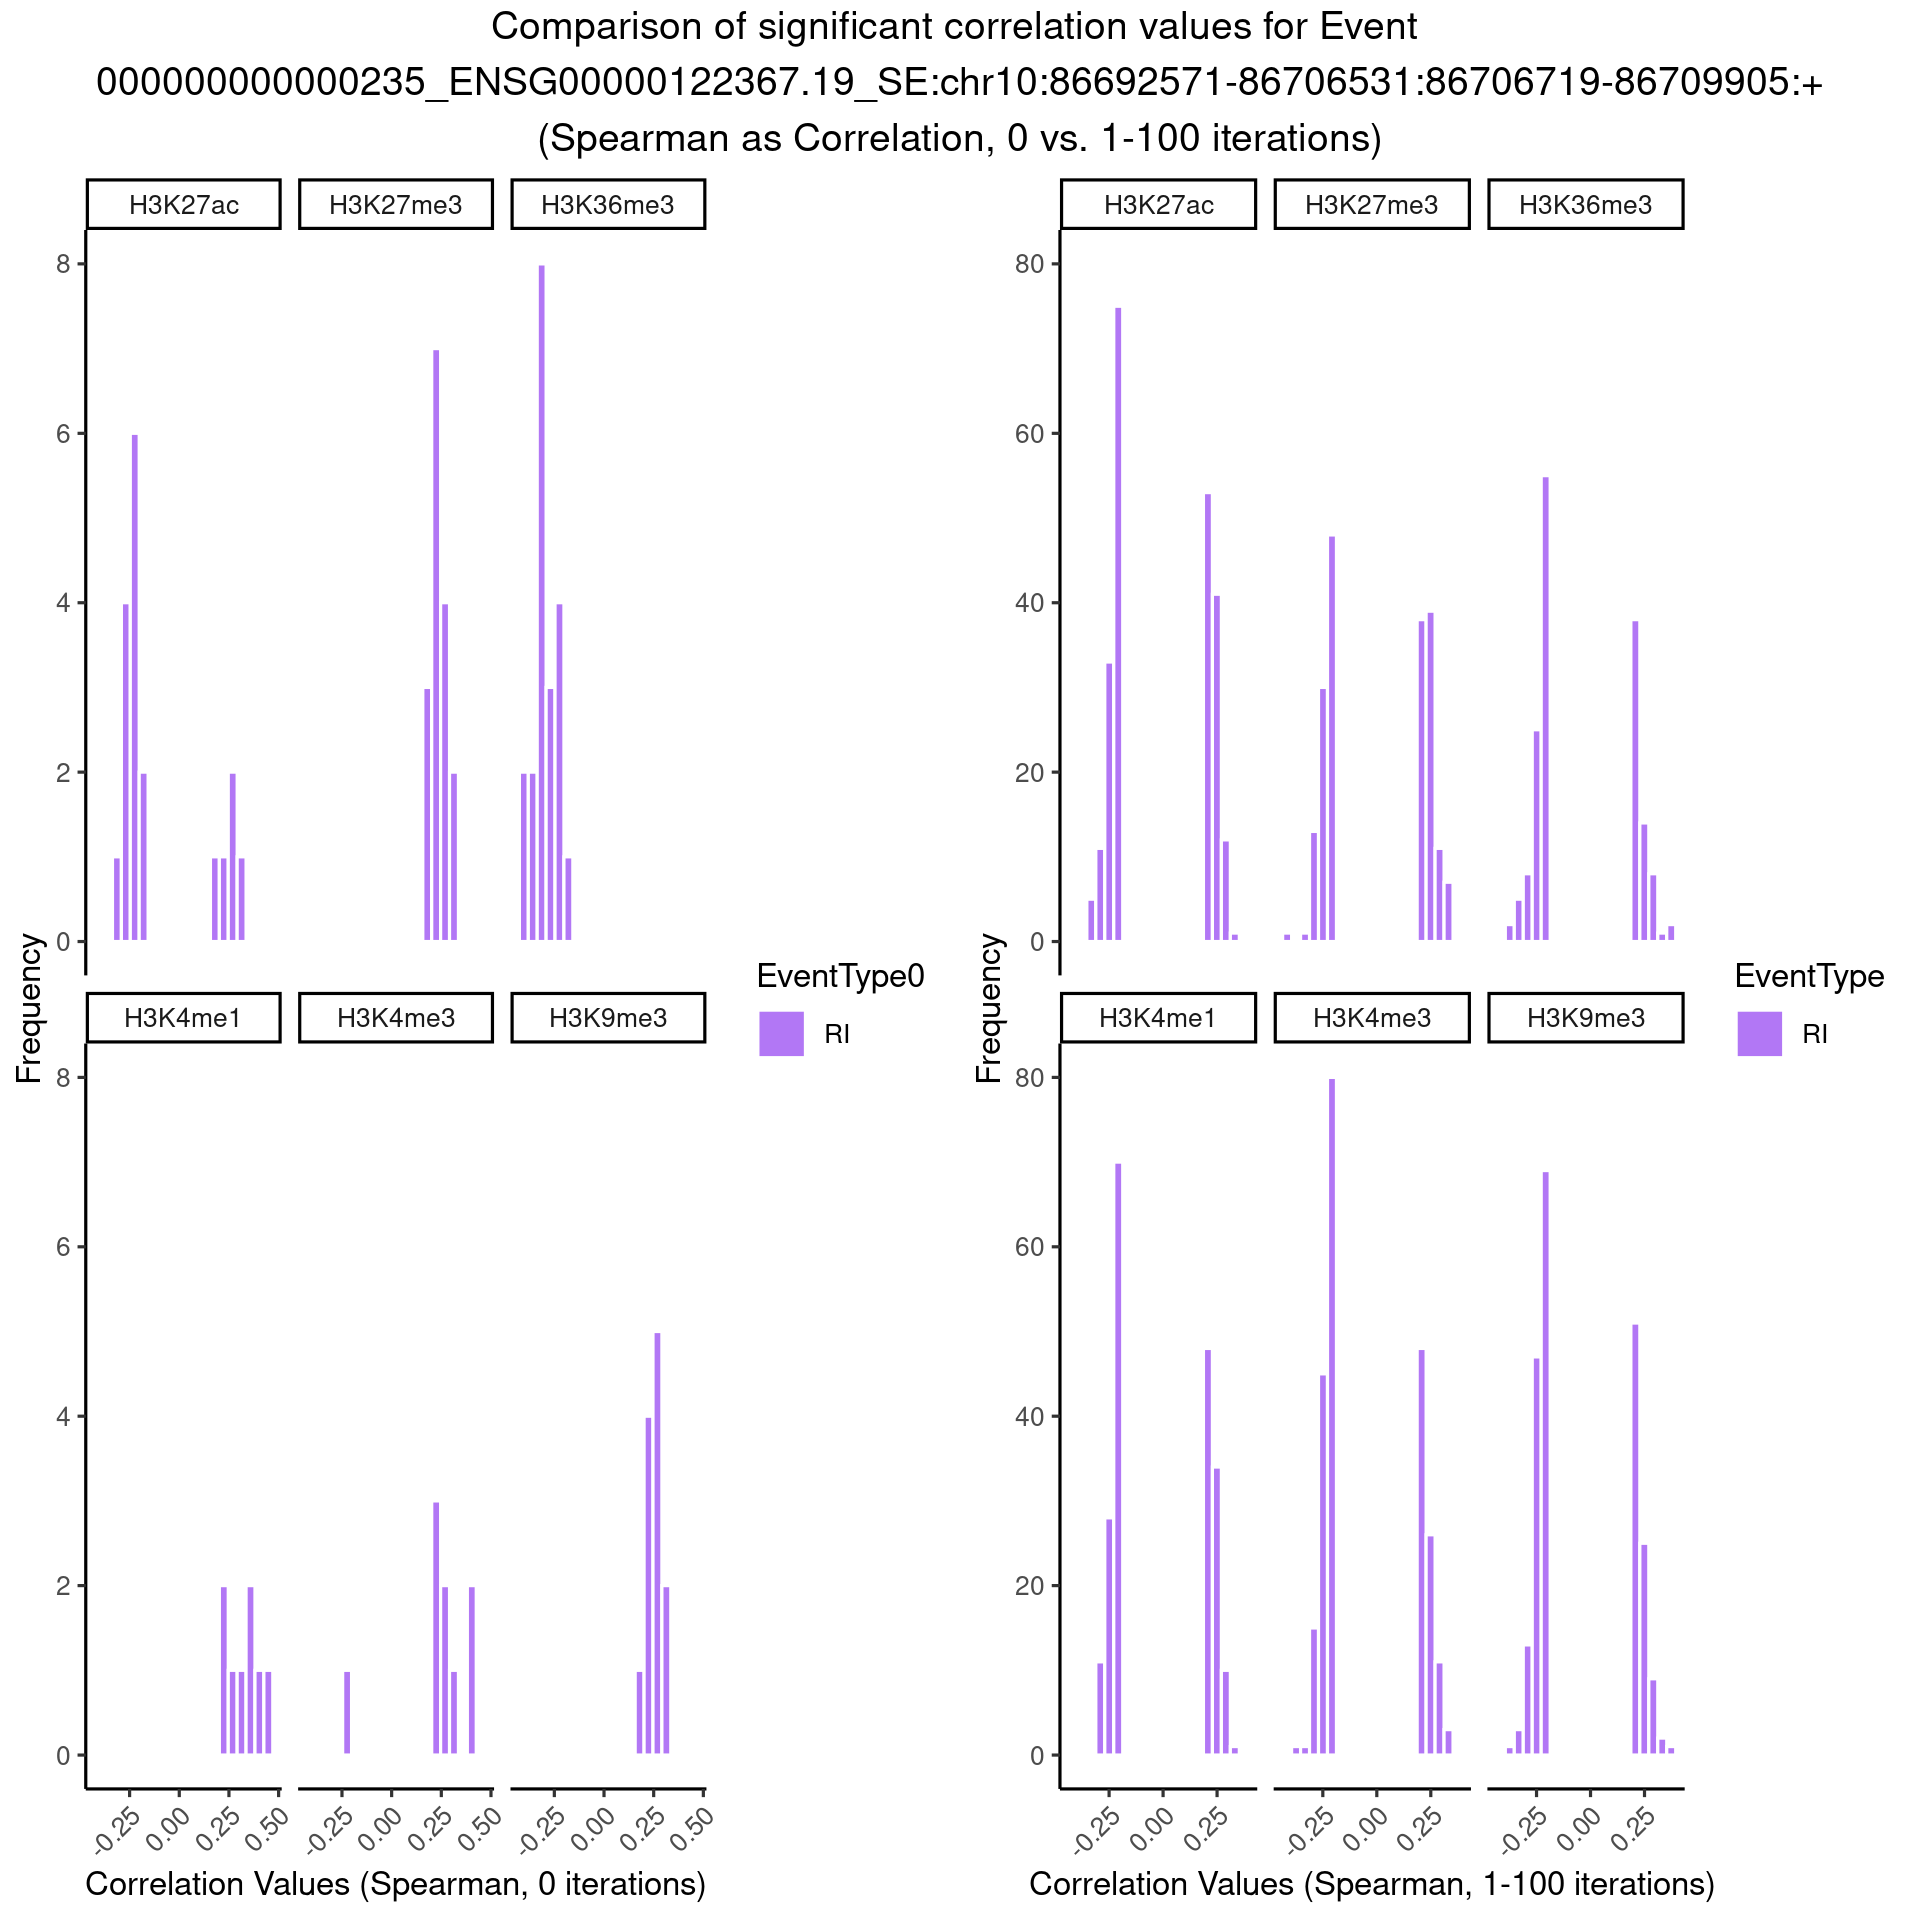 Comparison of significant correlation values for Event
000000000000235_ENSG00000122367.19_SE:chr10:86692571-86706531:86706719-86709905:+
(Spearman as Correlation, 0 vs. 1-100 iterations)
H3K27ac H3K27me3 H3K36me3
8
6
4
2
0
H3K4me1 H3K4me3 H3K9me3
8
6
4
2
0
-0.25 0.00 0.25 0.50 -0.25 0.00 0.25 0.50 -0.25 0.00 0.25 0.50
Frequency
Correlation Values (Spearman, 0 iterations)
EventType0
RI
H3K27ac H3K27me3 H3K36me3
80
60
40
20
0
H3K4me1 H3K4me3 H3K9me3
80
60
40
20
0
-0.25 0.00 0.25 -0.25 0.00 0.25 -0.25 0.00 0.25
Frequency
Correlation Values (Spearman, 1-100 iterations)
EventType
RI